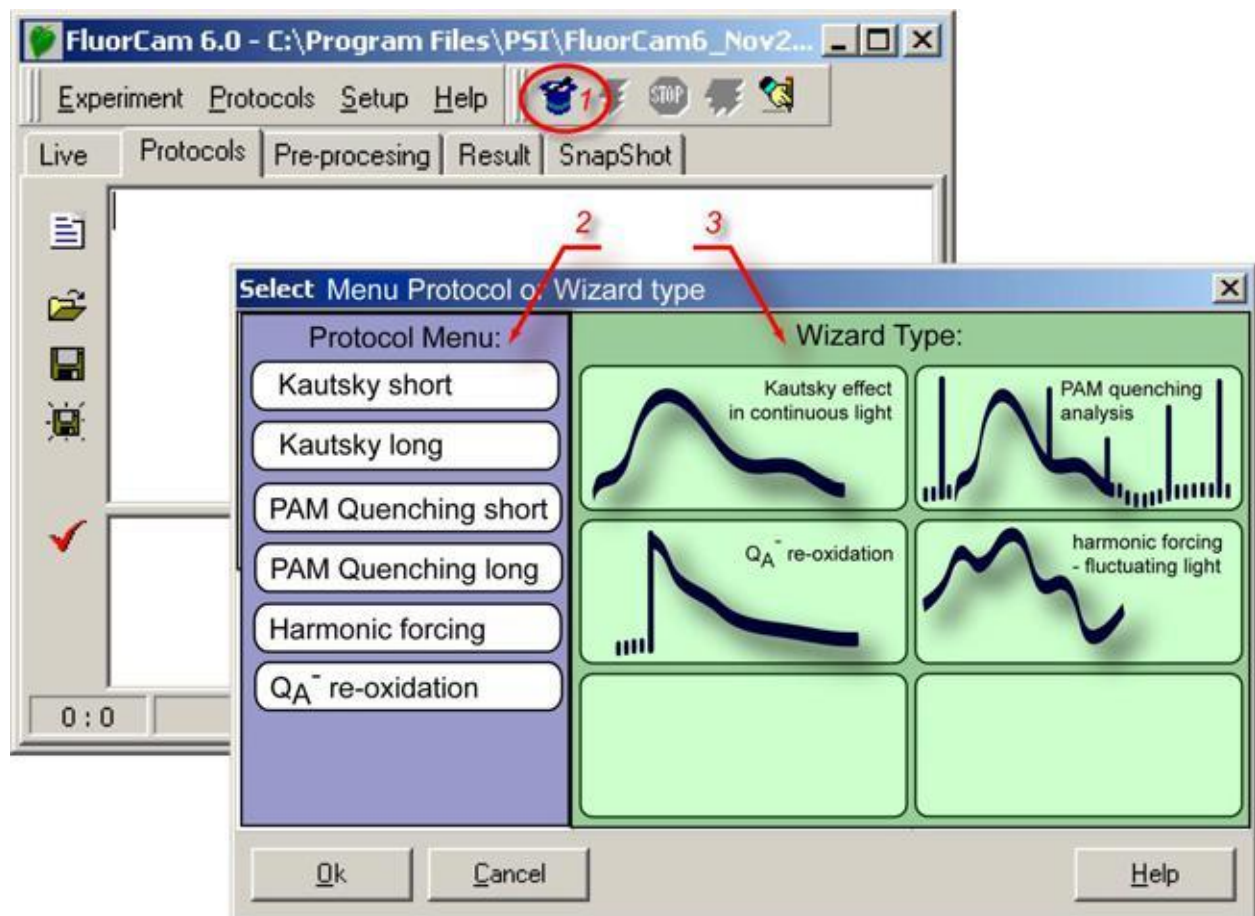 FluorCam 6.0 - C:\Program Files\PSI\FluorCam6_Nov2...
Experiment Protocols Setup Help
1
STOP
Live Protocols Pre-procesing Result SnapShot
2
3
Select Menu Protocol or Wizard type
Protocol Menu:
Kautsky short
Kautsky long
PAM Quenching short
PAM Quenching long
Harmonic forcing
QA- re-oxidation
Wizard Type:
Kautsky effect
in continuous light
PAM quenching
analysis
QA- re-oxidation
harmonic forcing
- fluctuating light
0 : 0
Ok
Cancel
Help